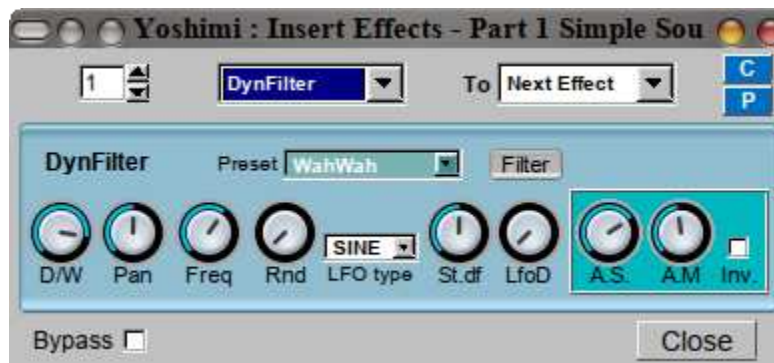 Yoshimi : Insert Effects - Part 1 Simple Sou
1 DynFilter To Next Effect C
P
DynFilter Preset WahWah Filter
SINE
D/W Pan Freq Rnd LFO type St.df LfoD A.S. A.M Inv.
Bypass Close